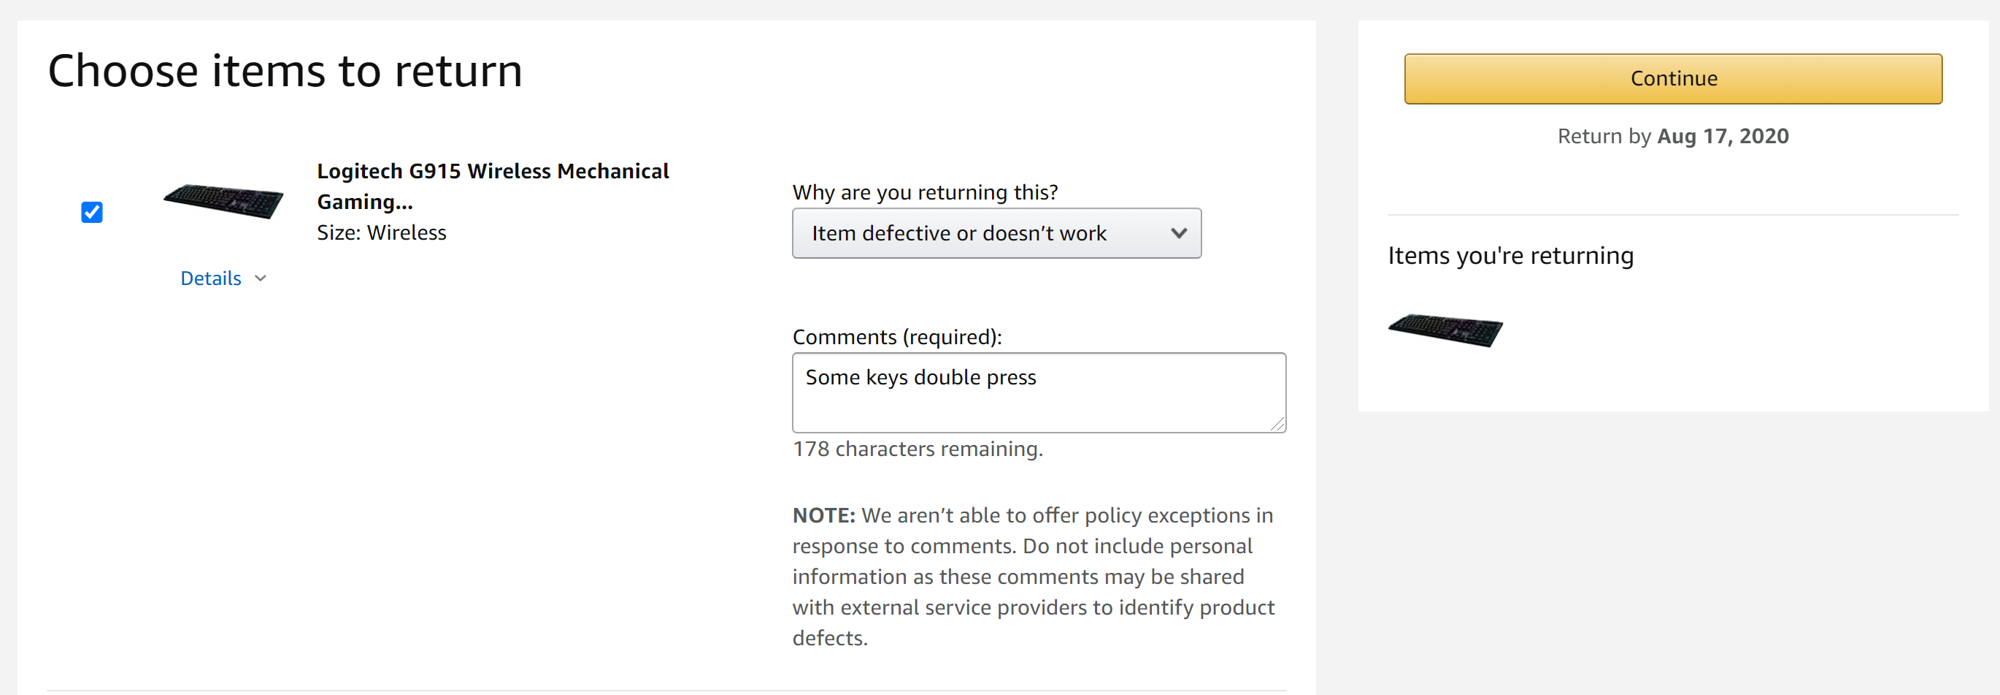 Choose items to return
Logitech G915 Wireless Mechanical
Gaming...
Size: Wireless
Details
Why are you returning this?
Item defective or doesn’t work
Comments (required):
Some keys double press
178 characters remaining.
NOTE: We aren’t able to offer policy exceptions in
response to comments. Do not include personal
information as these comments may be shared
with external service providers to identify product
defects.
Continue
Return by Aug 17, 2020
Items you're returning